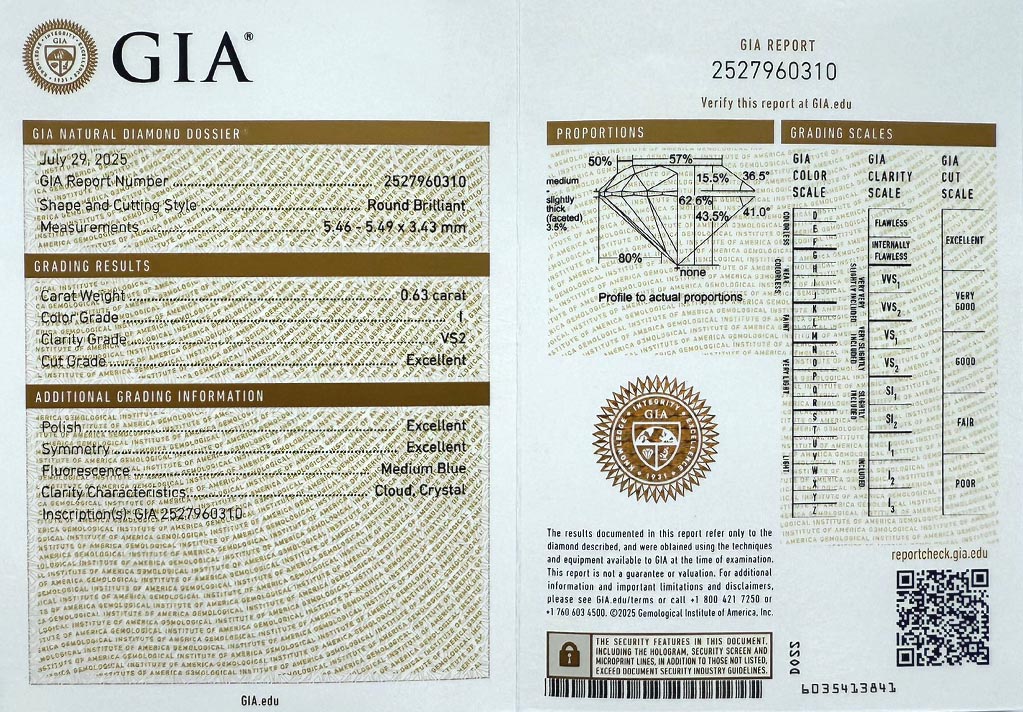 GIA®
GIA NATURAL DIAMOND DOSSIER®
July 29, 2025
GIA Report Number 2527960310
Shape and Cutting Style Round Brilliant
Measurements 5.46 - 5.49 x 3.43 mm
GRADING RESULTS
Carat Weight 0.63 carat
Color Grade I
Clarity Grade VS2
Cut Grade Excellent
ADDITIONAL GRADING INFORMATION
Polish Excellent
Symmetry Excellent
Fluorescence Medium Blue
Clarity Characteristics Cloud, Crystal
Inscription(s): GIA 2527960310
GIA.edu
GIA REPORT
2527960310
Verify this report at GIA.edu
PROPORTIONS
50%
57%
15.5%
36.5°
medium
-
slightly
thick
(faceted)
3.5%
62.6%
43.5%
41.0°
80%
none
Profile to actual proportions
GIA
INTEGRITY
KNOWLEDGE
EXCELLENCE
1931
The results documented in this report refer only to the
diamond described, and were obtained using the techniques
and equipment available to GIA at the time of examination.
This report is not a guarantee or valuation. For additional
information and important limitations and disclaimers,
please see GIA.edu/terms or call +1 800 421 7250 or
+1 760 603 4500. ©2025 Gemological Institute of America, Inc.
THE SECURITY FEATURES IN THIS DOCUMENT,
INCLUDING THE HOLOGRAM, SECURITY SCREEN AND
MICROPRINT LINES, IN ADDITION TO THOSE NOT LISTED,
EXCEED DOCUMENT SECURITY INDUSTRY GUIDELINES.
GRADING SCALES
GIA
COLOR
SCALE
COLORLESS
D
E
F
NEAR COLORLESS
G
H
I
J
FAINT
K
L
M
VERY LIGHT
N
O
P
Q
R
LIGHT
S
T
U
V
W
X
Y
Z
GIA
CLARITY
SCALE
FLAWLESS
INTERNALLY
FLAWLESS
VERY VERY
SLIGHTLY INCLUDED
VVS1
VVS2
VERY SLIGHTLY
INCLUDED
VS1
VS2
SLIGHTLY
INCLUDED
SI1
SI2
INCLUDED
I1
I2
I3
GIA
CUT
SCALE
EXCELLENT
VERY
GOOD
GOOD
FAIR
POOR
reportcheck.gia.edu
DO22
6035413841